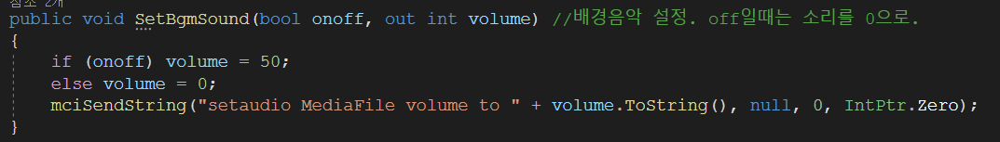 참조 2개
public void SetBgmSound(bool onoff, out int volume) //배경음악 설정. off일때는 소리를 0으로.
{
if (onoff) volume = 50;
else volume = 0;
mciSendString("setaudio MediaFile volume to " + volume.ToString(), null, 0, IntPtr.Zero);
}